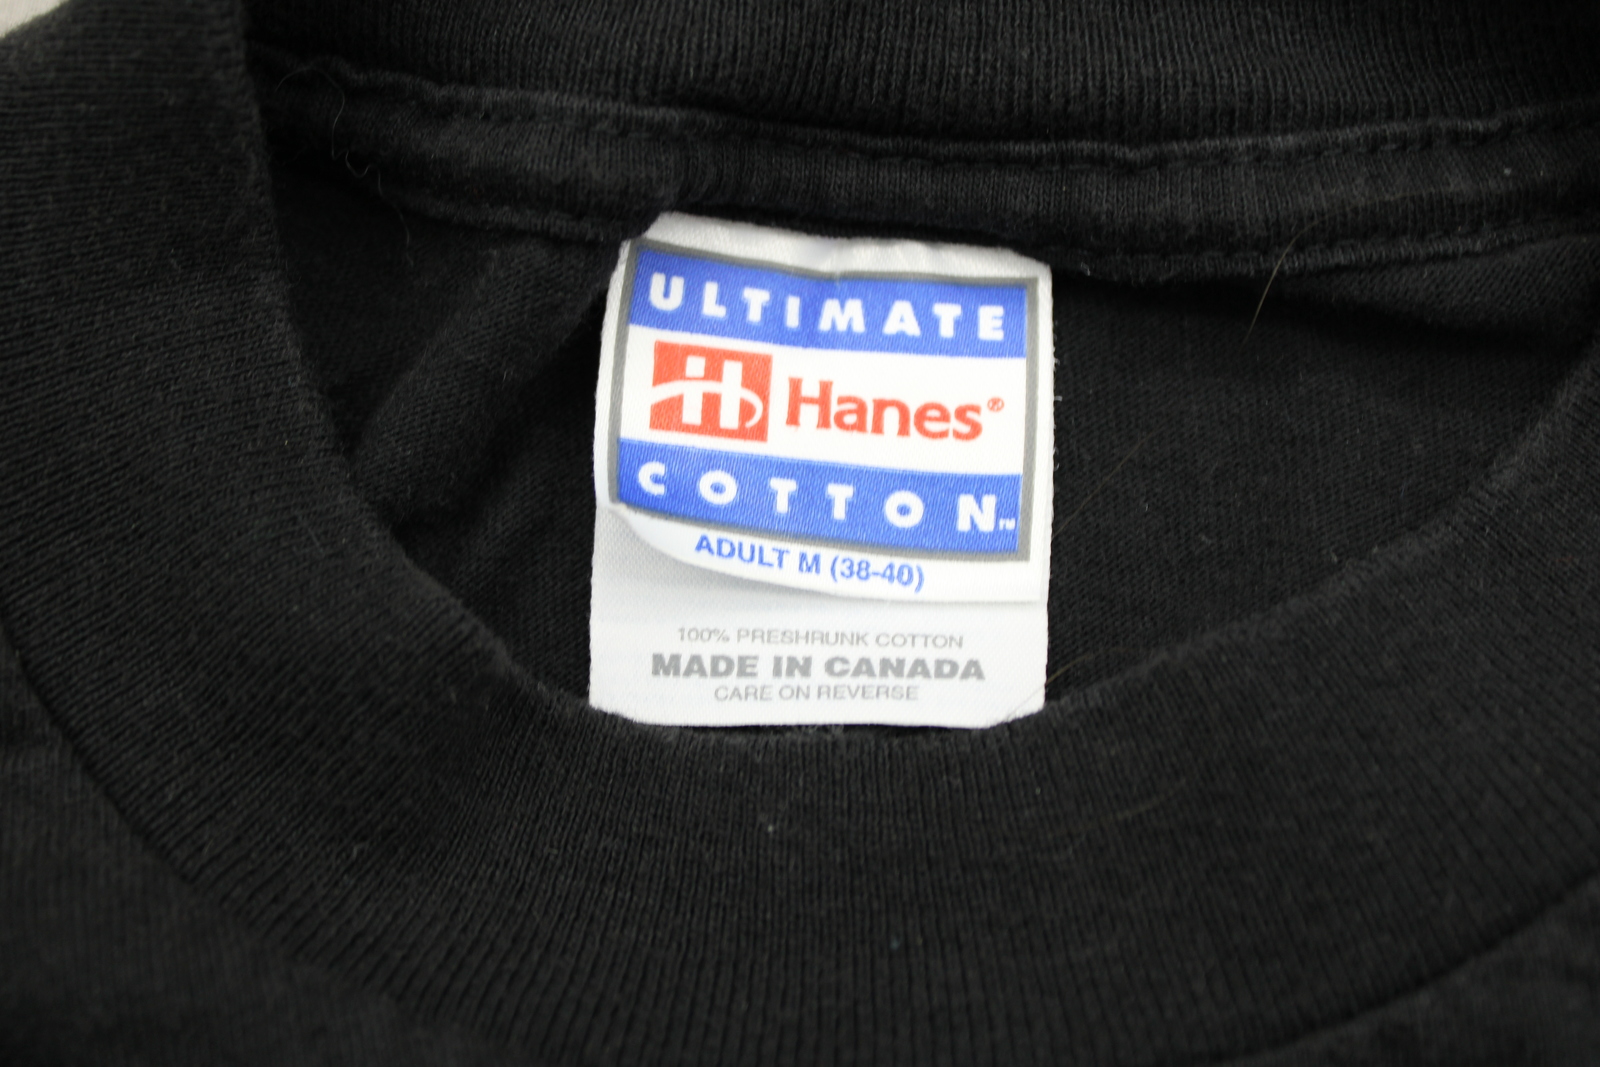 ULTIMATE
H Hanes®
COTTON™
ADULT M (38-40)
100% PRESHRUNK COTTON
MADE IN CANADA
CARE ON REVERSE